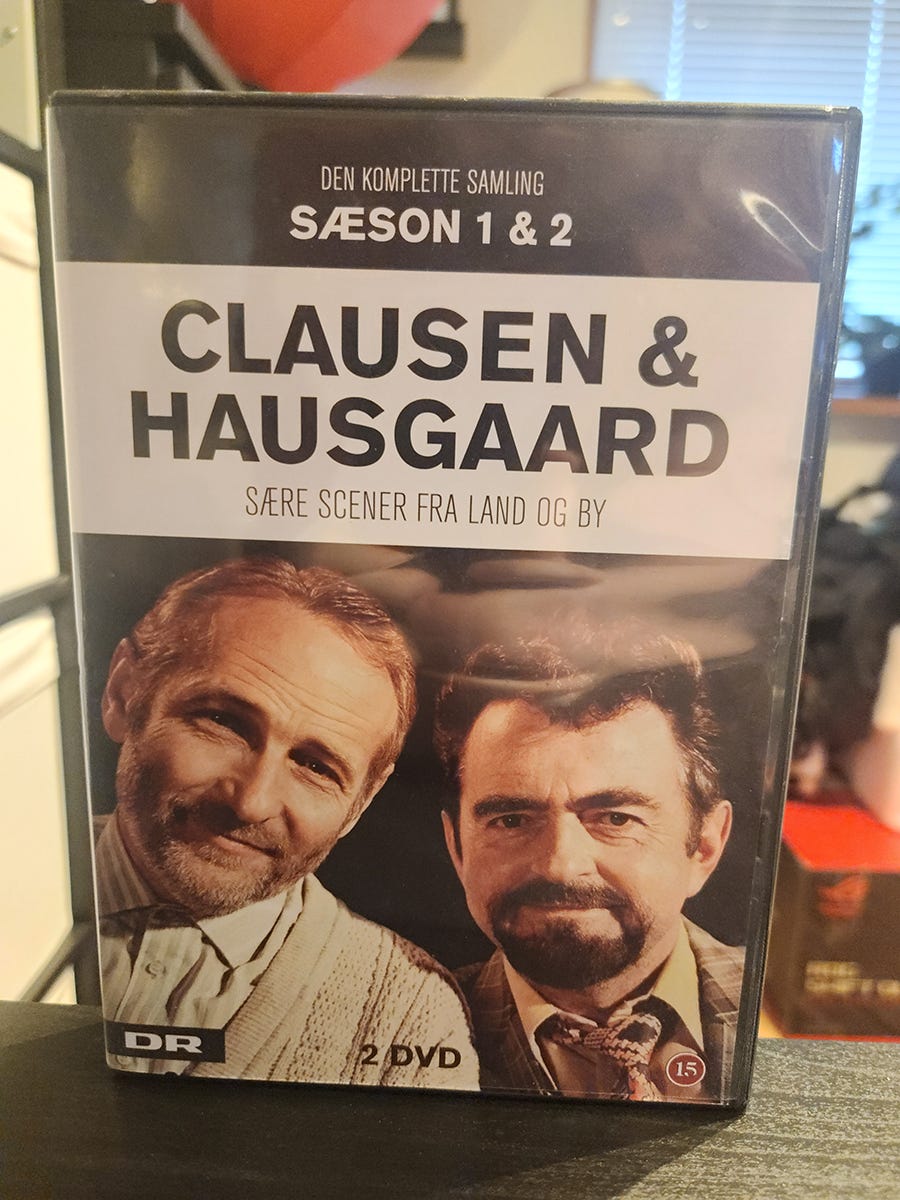 DEN KOMPLETTE SAMLING
SÆSON 1 & 2
CLAUSEN &
HAUSGAARD
SÆRE SCENER FRA LAND OG BY
DR
2 DVD
15